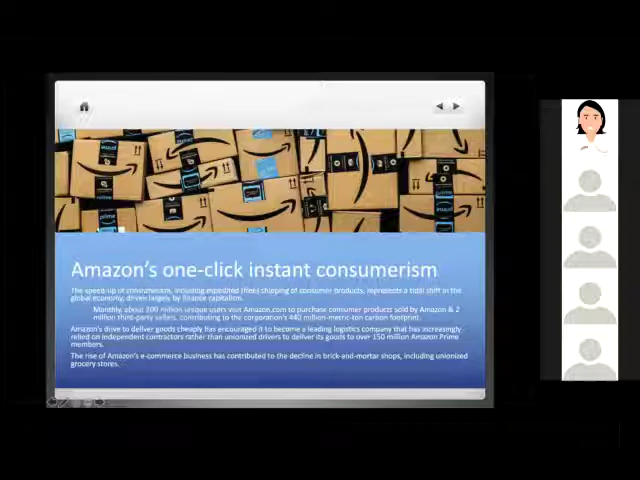 Amazon's one-click instant consumerism
The speed-up of consumerism, including expedited (free) shipping of consumer products, represents a total shift in the
global economy, driven largely by finance capitalism.
Monthly, about 200 million unique users visit Amazon.com to purchase consumer products sold by Amazon & 2
million third-party sellers, contributing to the corporation's 440 million-metric-ton carbon footprint.
Amazon's drive to deliver goods cheaply has encouraged it to become a leading logistics company that has increasingly
relied on independent contractors rather than unionized drivers to deliver its goods to over 150 million Amazon Prime
members.
The rise of Amazon's e-commerce business has contributed to the decline in brick-and-mortar shops, including unionized
grocery stores.